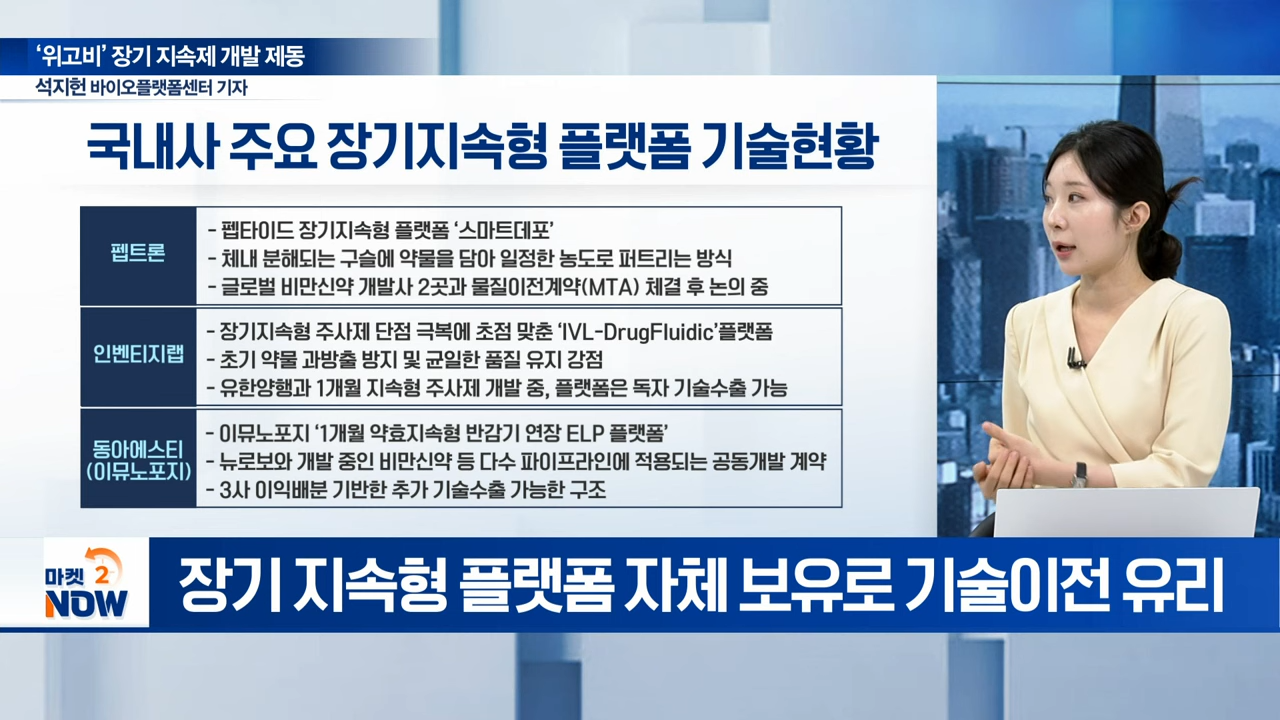 ‘위고비’ 장기 지속제 개발 제동
석지헌 바이오플랫폼센터 기자
국내사 주요 장기지속형 플랫폼 기술현황
펩트론
- 펩타이드 장기지속형 플랫폼 ‘스마트데포’
- 체내 분해되는 구슬에 약물을 담아 일정한 농도로 퍼트리는 방식
- 글로벌 비만신약 개발사 2곳과 물질이전계약(MTA) 체결 후 논의 중
인벤티지랩
- 장기지속형 주사제 단점 극복에 초점 맞춘 ‘IVL-DrugFluidic’플랫폼
- 초기 약물 과방출 방지 및 균일한 품질 유지 강점
- 유한양행과 1개월 지속형 주사제 개발 중, 플랫폼은 독자 기술수출 가능
동아에스티
(이뮤노포지)
- 이뮤노포지 ‘1개월 약효지속형 반감기 연장 ELP 플랫폼’
- 뉴로보와 개발 중인 비만신약 등 다수 파이프라인에 적용되는 공동개발 계약
- 3사 이익배분 기반한 추가 기술수출 가능한 구조
마켓 2
NOW
장기 지속형 플랫폼 자체 보유로 기술이전 유리